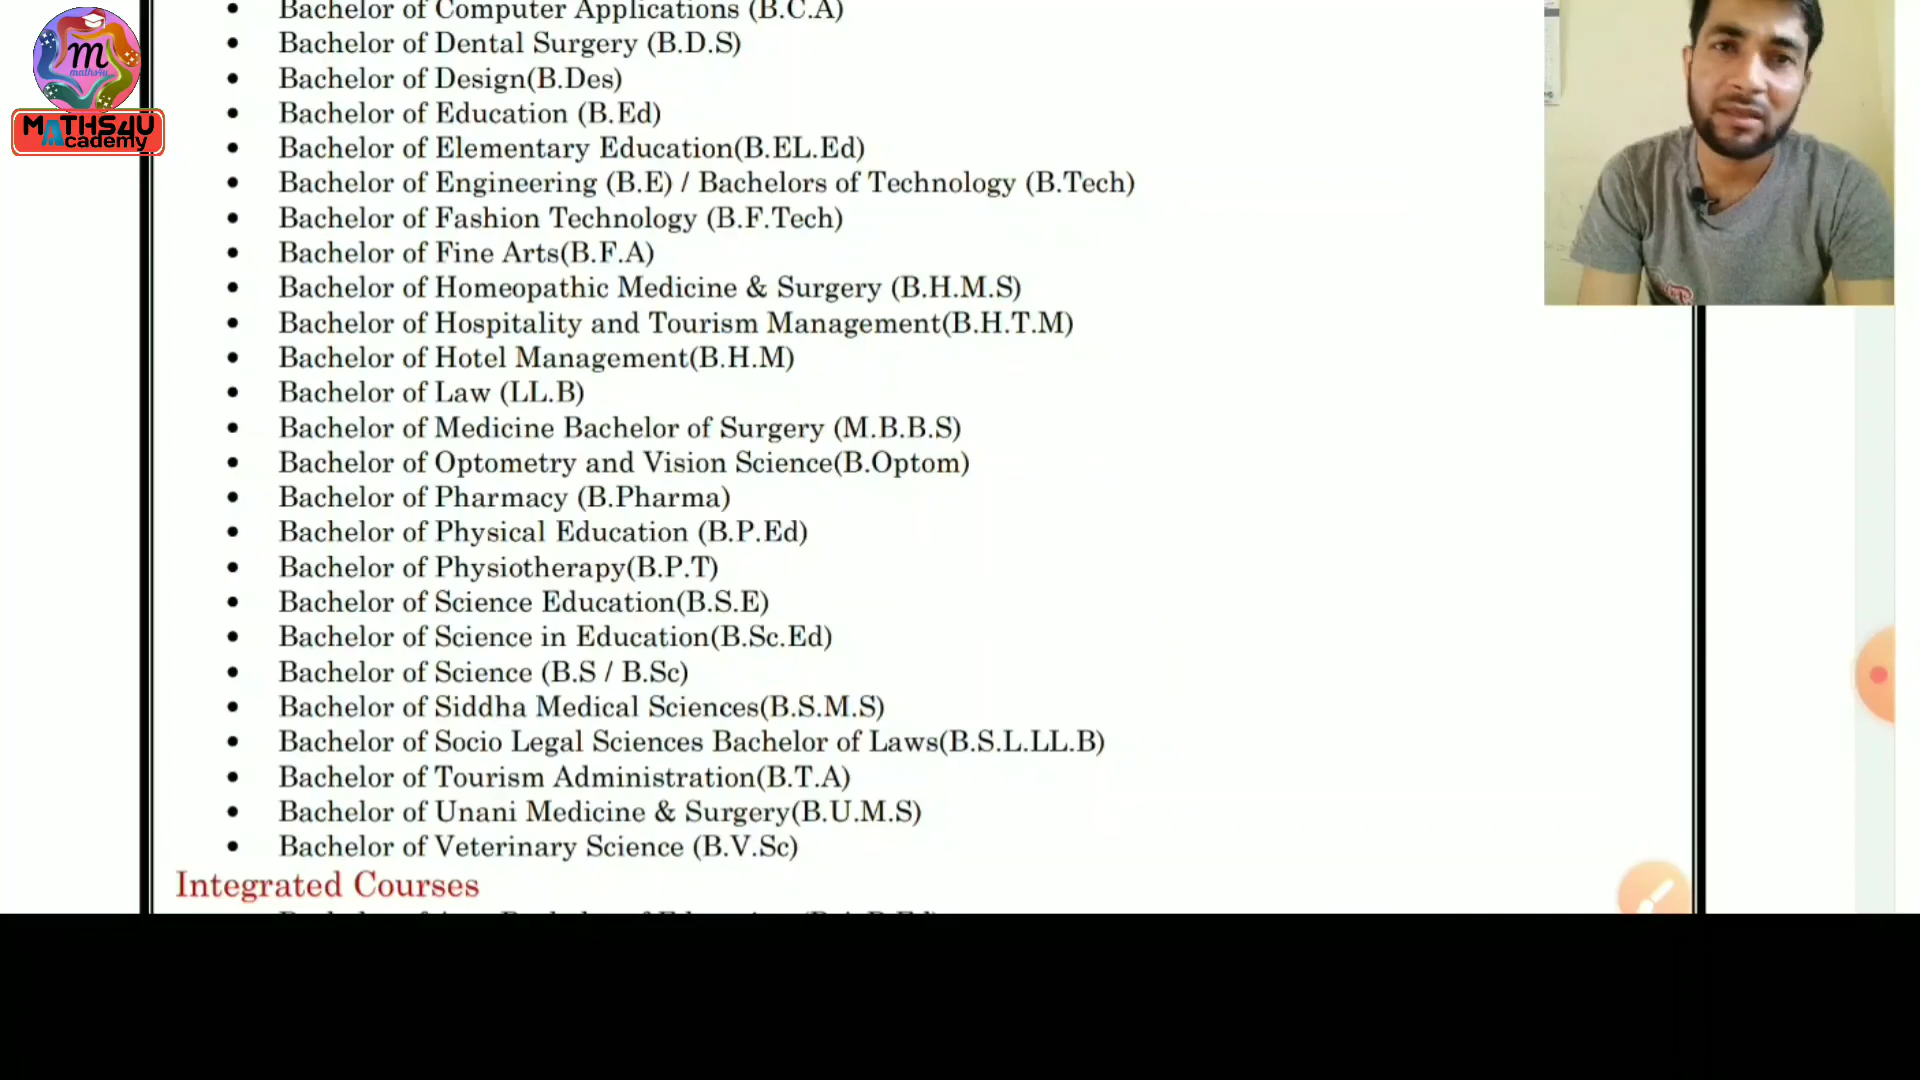 Bachelor of Computer Applications (B.C.A)
m
maths4u
MATHS4U
Academy
• Bachelor of Dental Surgery (B.D.S)
• Bachelor of Design(B.Des)
• Bachelor of Education (B.Ed)
• Bachelor of Elementary Education(B.EL.Ed)
• Bachelor of Engineering (B.E) / Bachelors of Technology (B.Tech)
• Bachelor of Fashion Technology (B.F.Tech)
• Bachelor of Fine Arts(B.F.A)
• Bachelor of Homeopathic Medicine & Surgery (B.H.M.S)
• Bachelor of Hospitality and Tourism Management(B.H.T.M)
• Bachelor of Hotel Management(B.H.M)
• Bachelor of Law (LL.B)
• Bachelor of Medicine Bachelor of Surgery (M.B.B.S)
• Bachelor of Optometry and Vision Science(B.Optom)
• Bachelor of Pharmacy (B.Pharma)
• Bachelor of Physical Education (B.P.Ed)
• Bachelor of Physiotherapy(B.P.T)
• Bachelor of Science Education(B.S.E)
• Bachelor of Science in Education(B.Sc.Ed)
• Bachelor of Science (B.S / B.Sc)
• Bachelor of Siddha Medical Sciences(B.S.M.S)
• Bachelor of Socio Legal Sciences Bachelor of Laws(B.S.L.LL.B)
• Bachelor of Tourism Administration(B.T.A)
• Bachelor of Unani Medicine & Surgery(B.U.M.S)
• Bachelor of Veterinary Science (B.V.Sc)
Integrated Courses